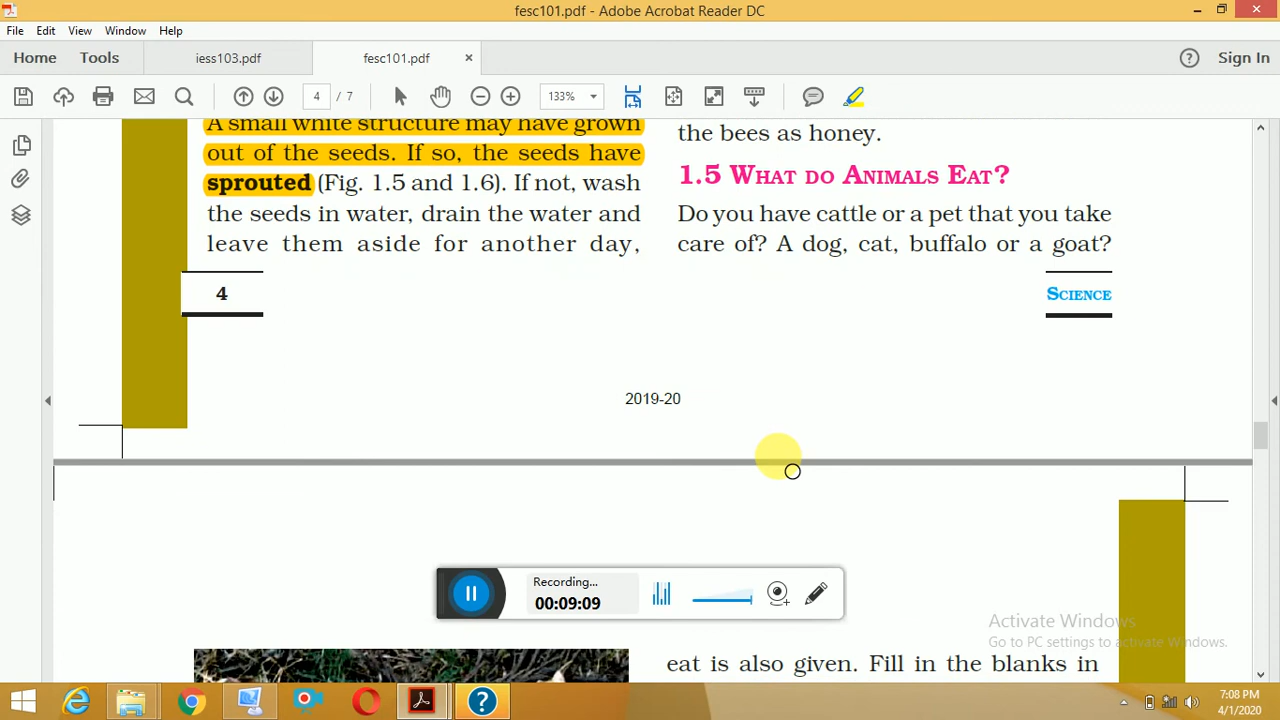 fesc101.pdf - Adobe Acrobat Reader DC
File Edit View Window Help
Home Tools iess103.pdf fesc101.pdf × ? Sign In
4 / 7 133%
A small white structure may have grown
out of the seeds. If so, the seeds have
sprouted (Fig. 1.5 and 1.6). If not, wash
the seeds in water, drain the water and
leave them aside for another day,
4
the bees as honey.
1.5 WHAT DO ANIMALS EAT?
Do you have cattle or a pet that you take
care of? A dog, cat, buffalo or a goat?
SCIENCE
2019-20
Recording...
00:09:09
Activate Windows
Go to PC settings to activate Windows.
eat is also given. Fill in the blanks in
7:08 PM
4/1/2020